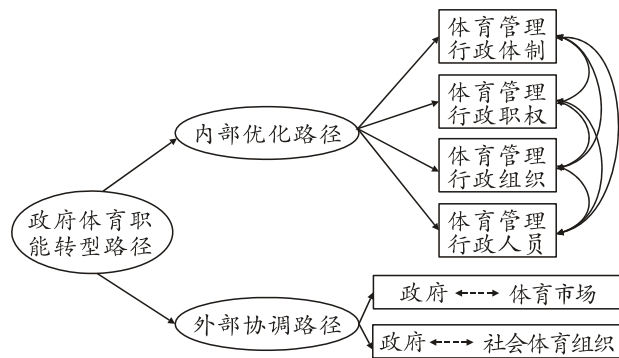 体育管理
行政体制
体育管理
行政职权
内部优化路径
体育管理
行政组织
政府体育职
能转型路径
体育管理
行政人员
政府 体育市场
外部协调路径
政府 社会体育组织